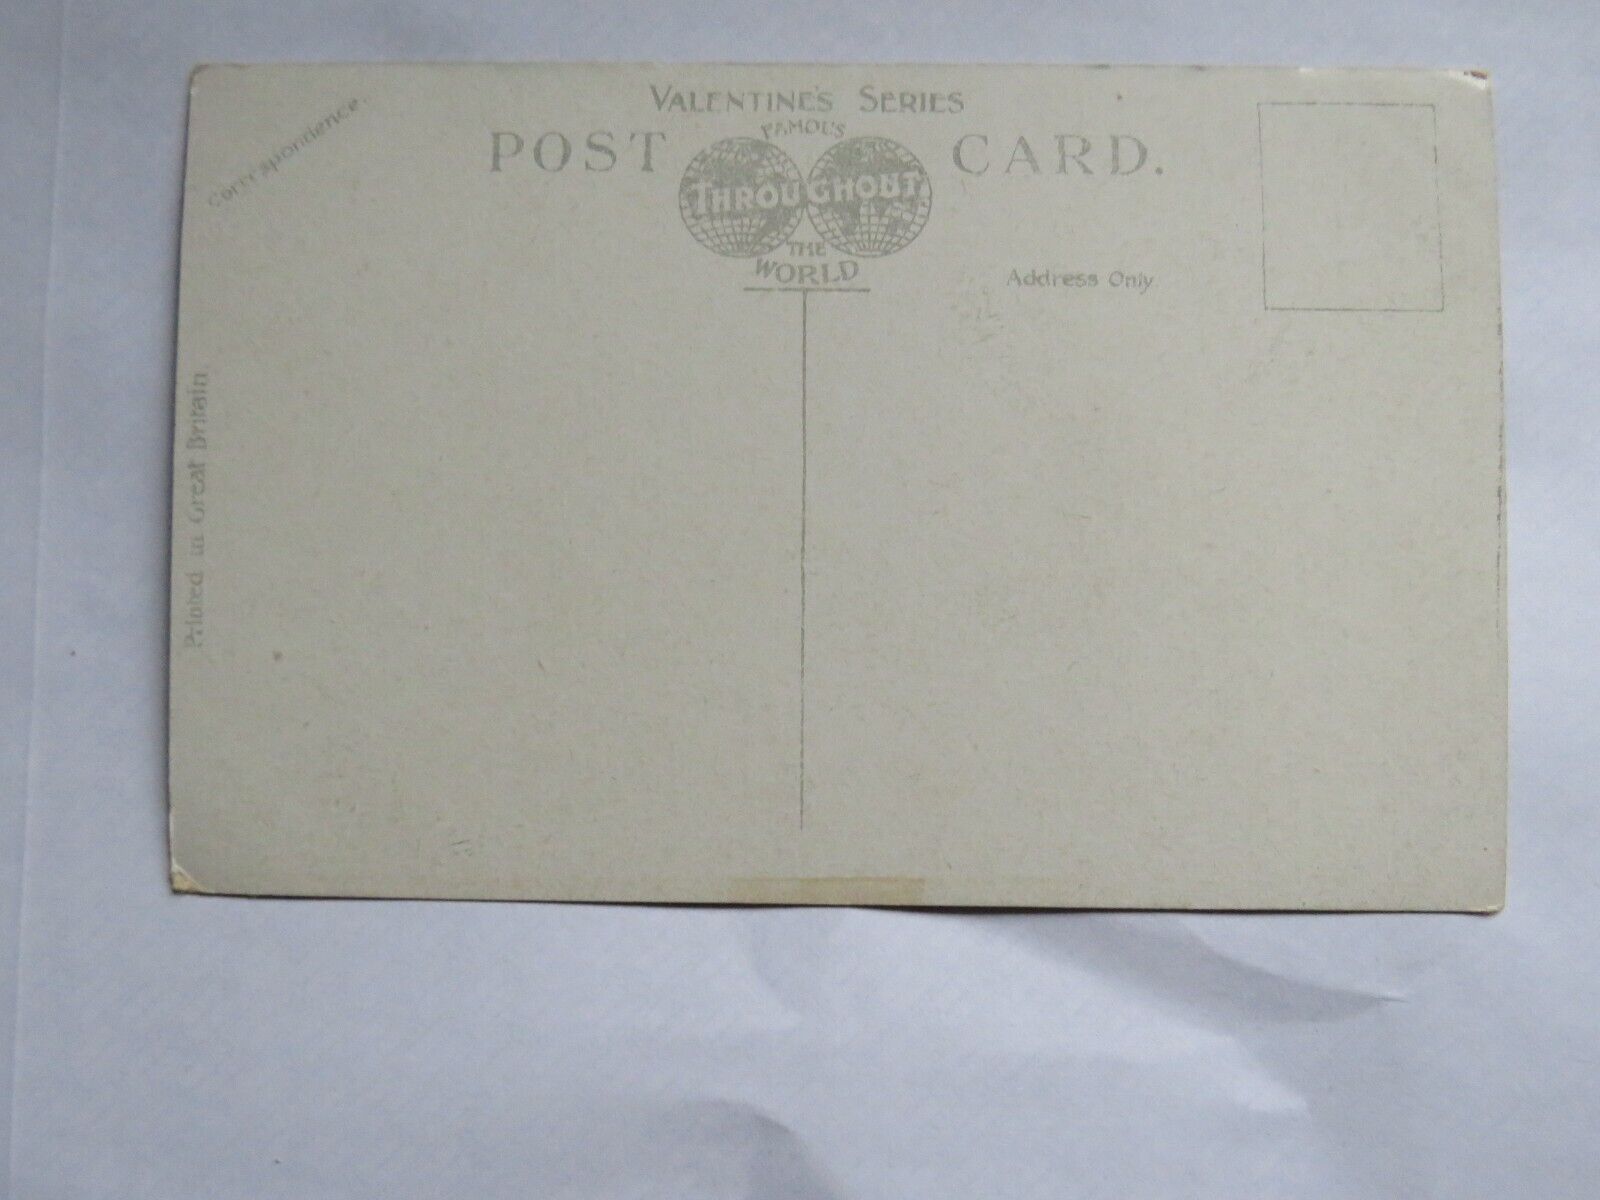 VALENTINE'S SERIES
POST CARD.
FAMOUS
THROUGHOUT
THE
WORLD
Correspondence.
Address Only
Printed in Great Britain